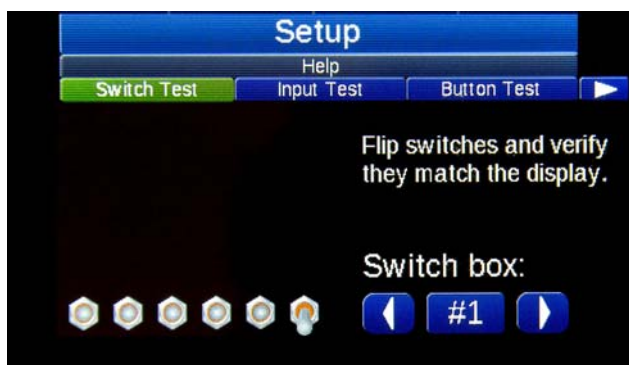 Setup
Help
Switch Test
Input Test
Button Test
Flip switches and verify
they match the display.
Switch box:
#1